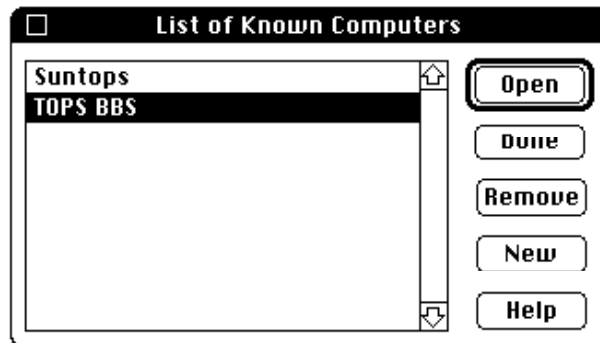 List of Known Computers
Suntops
TOPS BBS
Open
Done
Remove
New
Help